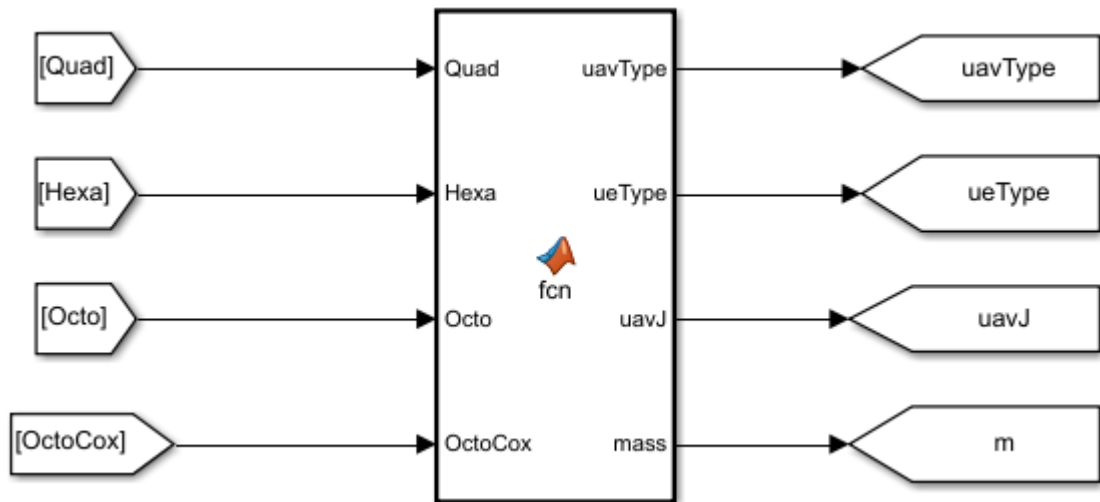 [Quad]
Quad
uavType
uavType
[Hexa]
Hexa
ueType
ueType
fcn
[Octo]
Octo
uavJ
uavJ
[OctoCox]
OctoCox
mass
m